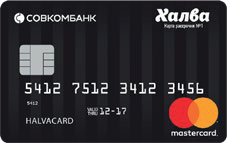 СОВКОМБАНК
Халва
Карта рассрочки №1
5412 7512 3412 3456
5412
VALID THRU 12-17
HALVACARD
mastercard.